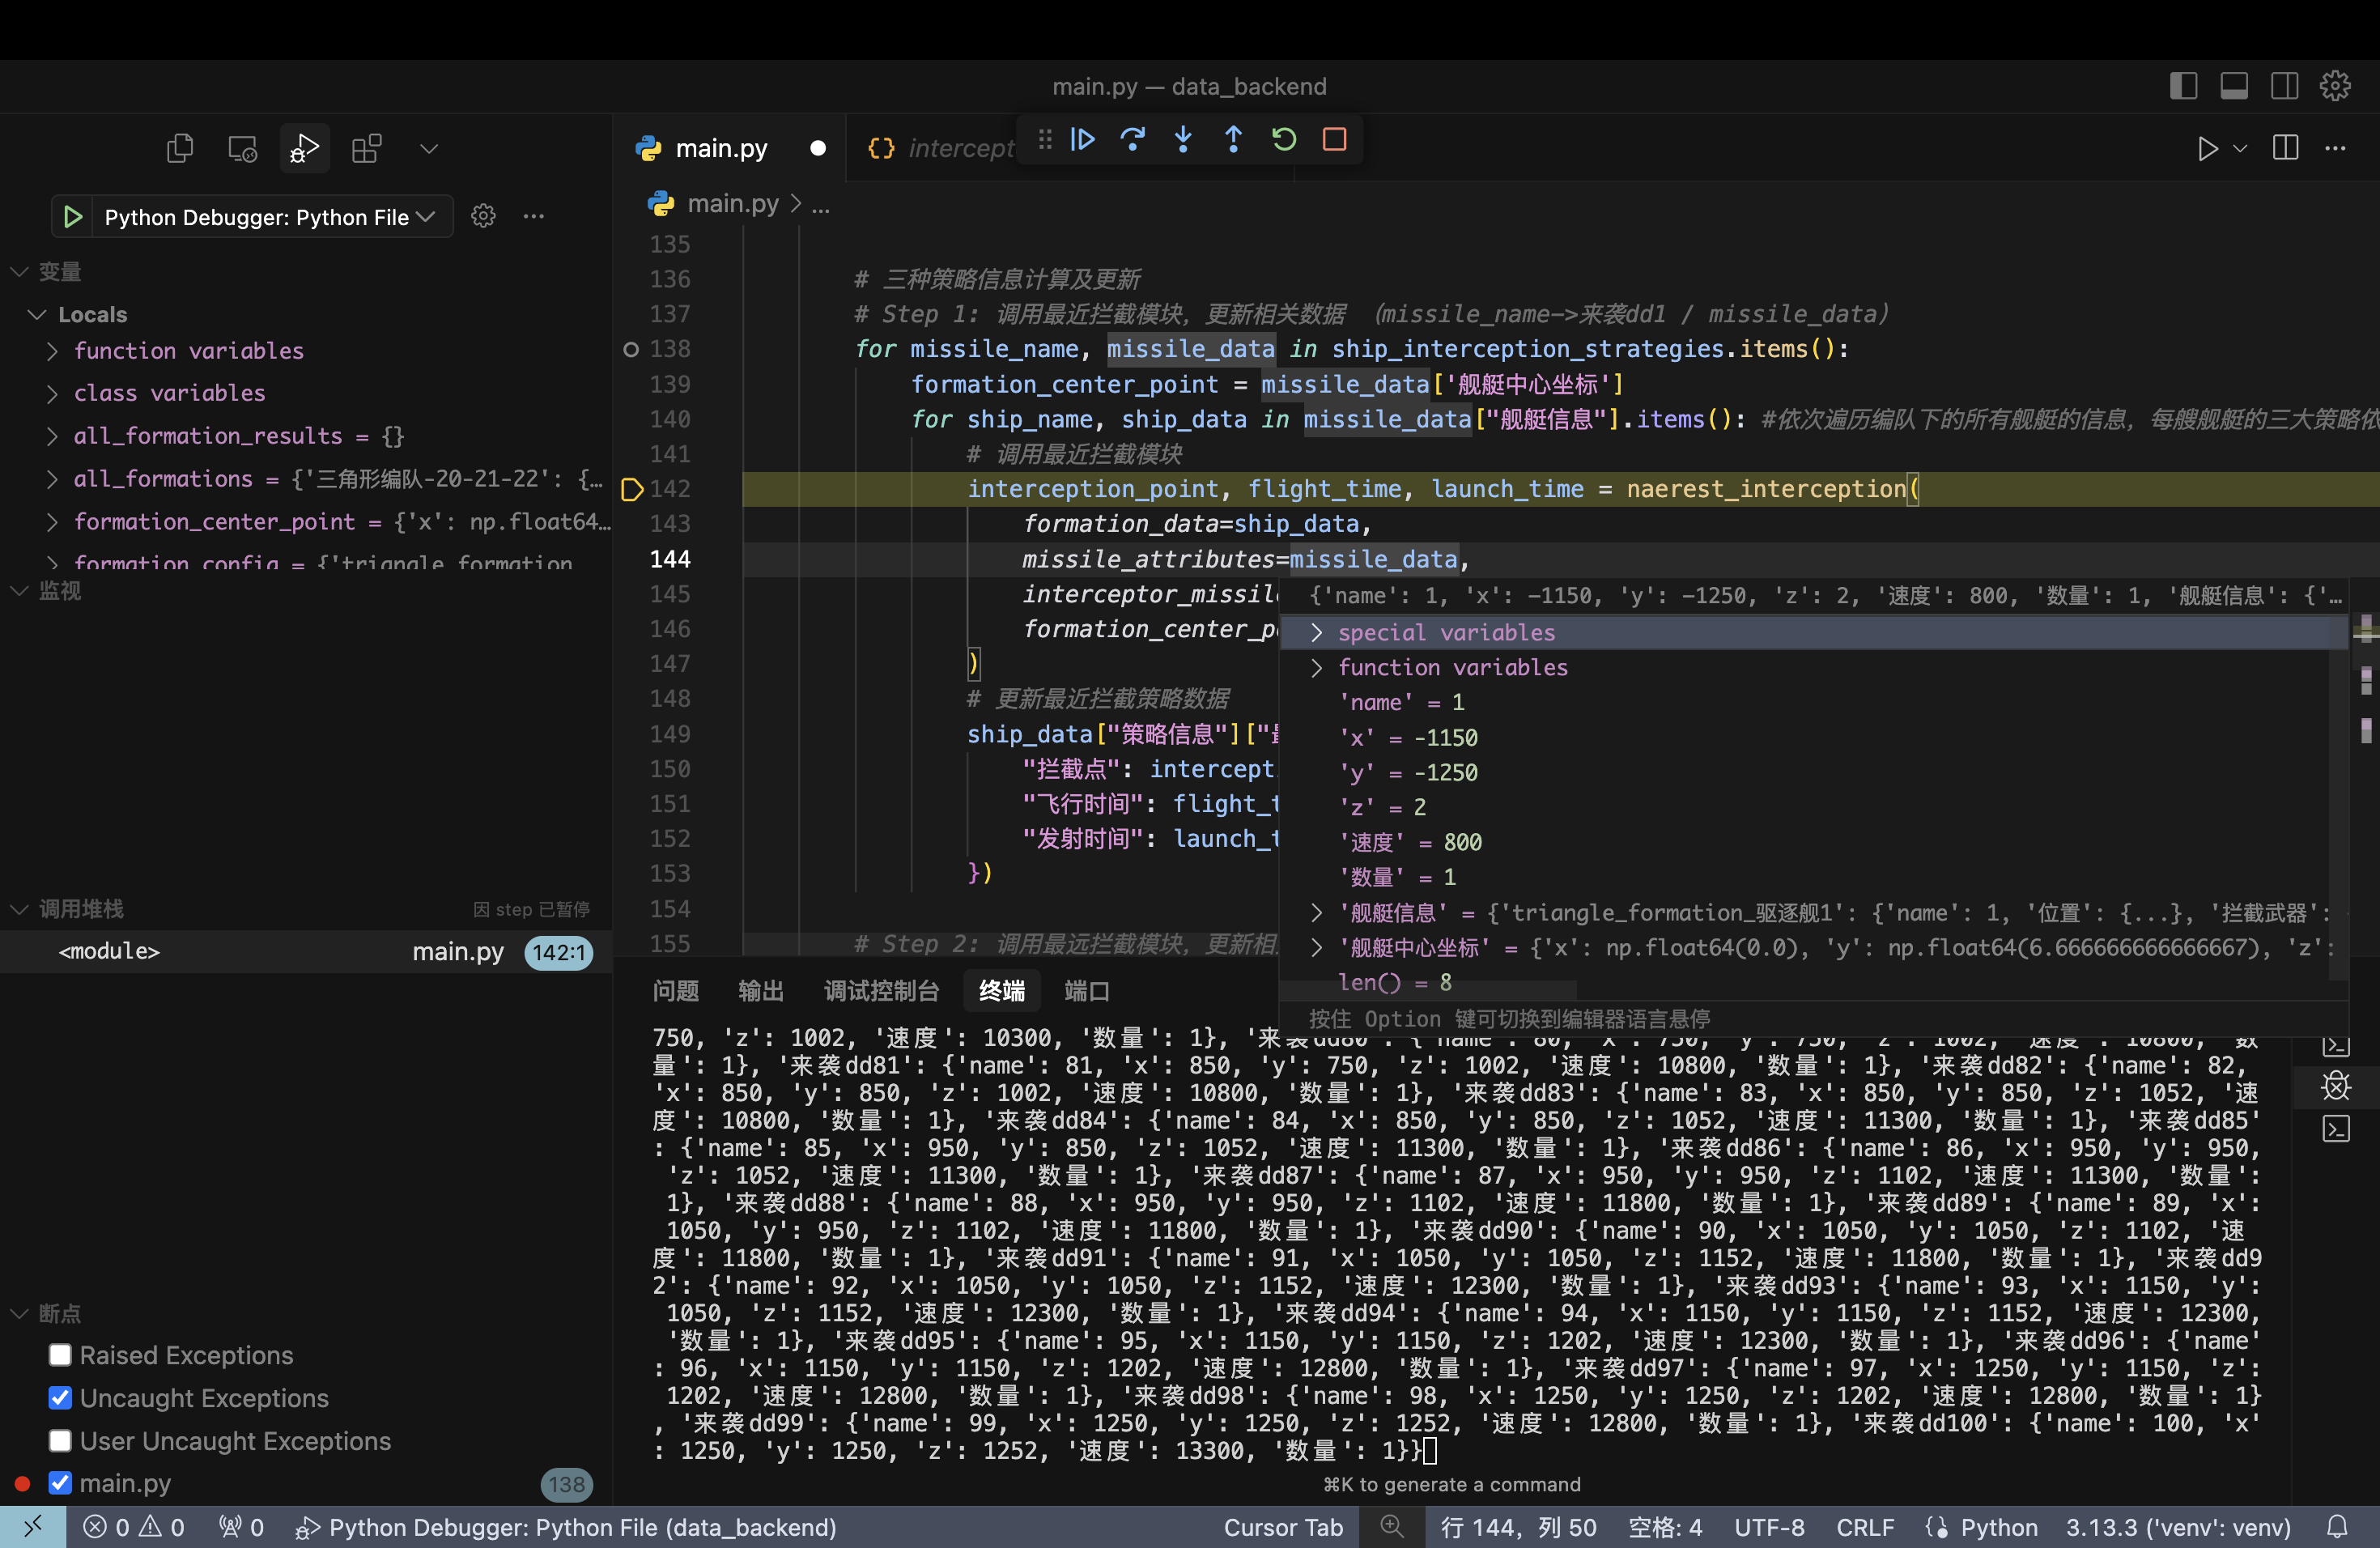 main.py — data_backend
main.py
intercept
Python Debugger: Python File
main.py > ...
变量
Locals
function variables
class variables
all_formation_results = {}
all_formations = {'三角形编队-20-21-22': {…
formation_center_point = {'x': np.float64…
formation_config = {'triangle_formation
监视
调用堆栈
因 step 已暂停
<module>
main.py
142:1
断点
Raised Exceptions
Uncaught Exceptions
User Uncaught Exceptions
main.py
138
135
136 # 三种策略信息计算及更新
137 # Step 1: 调用最近拦截模块，更新相关数据 （missile_name->来袭dd1 / missile_data）
138 for missile_name, missile_data in ship_interception_strategies.items():
139 formation_center_point = missile_data['舰艇中心坐标']
140 for ship_name, ship_data in missile_data["舰艇信息"].items(): #依次遍历编队下的所有舰艇的信息，每艘舰艇的三大策略依
141 # 调用最近拦截模块
142 interception_point, flight_time, launch_time = naerest_interception(
143 formation_data=ship_data,
144 missile_attributes=missile_data,
145 interceptor_missil
146 formation_center_p
147 )
148 # 更新最近拦截策略数据
149 ship_data["策略信息"]["
150 "拦截点": intercept
151 "飞行时间": flight_t
152 "发射时间": launch_t
153 })
154
155 # Step 2: 调用最远拦截模块，更新相
{'name': 1, 'x': −1150, 'y': −1250, 'z': 2, '速度': 800, '数量': 1, '舰艇信息': {'…
special variables
function variables
'name' = 1
'x' = -1150
'y' = -1250
'z' = 2
'速度' = 800
'数量' = 1
'舰艇信息' = {'triangle_formation_驱逐舰1': {'name': 1, '位置': {...}, '拦截武器':
'舰艇中心坐标' = {'x': np.float64(0.0), 'y': np.float64(6.666666666666667), 'z':
len() = 8
按住 Option 键可切换到编辑器语言悬停
问题 输出 调试控制台 终端 端口
750, 'z': 1002, '速度': 10300, '数量': 1}, '来袭dd80': {'name': 80, 'x': 750, 'y': 750, 'z': 1002, '速度': 10800, '数
量': 1}, '来袭dd81': {'name': 81, 'x': 850, 'y': 750, 'z': 1002, '速度': 10800, '数量': 1}, '来袭dd82': {'name': 82,
'x': 850, 'y': 850, 'z': 1002, '速度': 10800, '数量': 1}, '来袭dd83': {'name': 83, 'x': 850, 'y': 850, 'z': 1052, '速
度': 10800, '数量': 1}, '来袭dd84': {'name': 84, 'x': 850, 'y': 850, 'z': 1052, '速度': 11300, '数量': 1}, '来袭dd85'
: {'name': 85, 'x': 950, 'y': 850, 'z': 1052, '速度': 11300, '数量': 1}, '来袭dd86': {'name': 86, 'x': 950, 'y': 950,
'z': 1052, '速度': 11300, '数量': 1}, '来袭dd87': {'name': 87, 'x': 950, 'y': 950, 'z': 1102, '速度': 11300, '数量':
1}, '来袭dd88': {'name': 88, 'x': 950, 'y': 950, 'z': 1102, '速度': 11800, '数量': 1}, '来袭dd89': {'name': 89, 'x':
1050, 'y': 950, 'z': 1102, '速度': 11800, '数量': 1}, '来袭dd90': {'name': 90, 'x': 1050, 'y': 1050, 'z': 1102, '速
度': 11800, '数量': 1}, '来袭dd91': {'name': 91, 'x': 1050, 'y': 1050, 'z': 1152, '速度': 11800, '数量': 1}, '来袭dd9
2': {'name': 92, 'x': 1050, 'y': 1050, 'z': 1152, '速度': 12300, '数量': 1}, '来袭dd93': {'name': 93, 'x': 1150, 'y':
1050, 'z': 1152, '速度': 12300, '数量': 1}, '来袭dd94': {'name': 94, 'x': 1150, 'y': 1150, 'z': 1152, '速度': 12300,
'数量': 1}, '来袭dd95': {'name': 95, 'x': 1150, 'y': 1150, 'z': 1202, '速度': 12300, '数量': 1}, '来袭dd96': {'name'
: 96, 'x': 1150, 'y': 1150, 'z': 1202, '速度': 12800, '数量': 1}, '来袭dd97': {'name': 97, 'x': 1250, 'y': 1150, 'z':
1202, '速度': 12800, '数量': 1}, '来袭dd98': {'name': 98, 'x': 1250, 'y': 1250, 'z': 1202, '速度': 12800, '数量': 1}
, '来袭dd99': {'name': 99, 'x': 1250, 'y': 1250, 'z': 1252, '速度': 12800, '数量': 1}, '来袭dd100': {'name': 100, 'x'
: 1250, 'y': 1250, 'z': 1252, '速度': 13300, '数量': 1}}
⌘K to generate a command
0 0 0 Python Debugger: Python File (data_backend) Cursor Tab 行 144，列 50 空格: 4 UTF-8 CRLF Python 3.13.3 ('venv': venv)